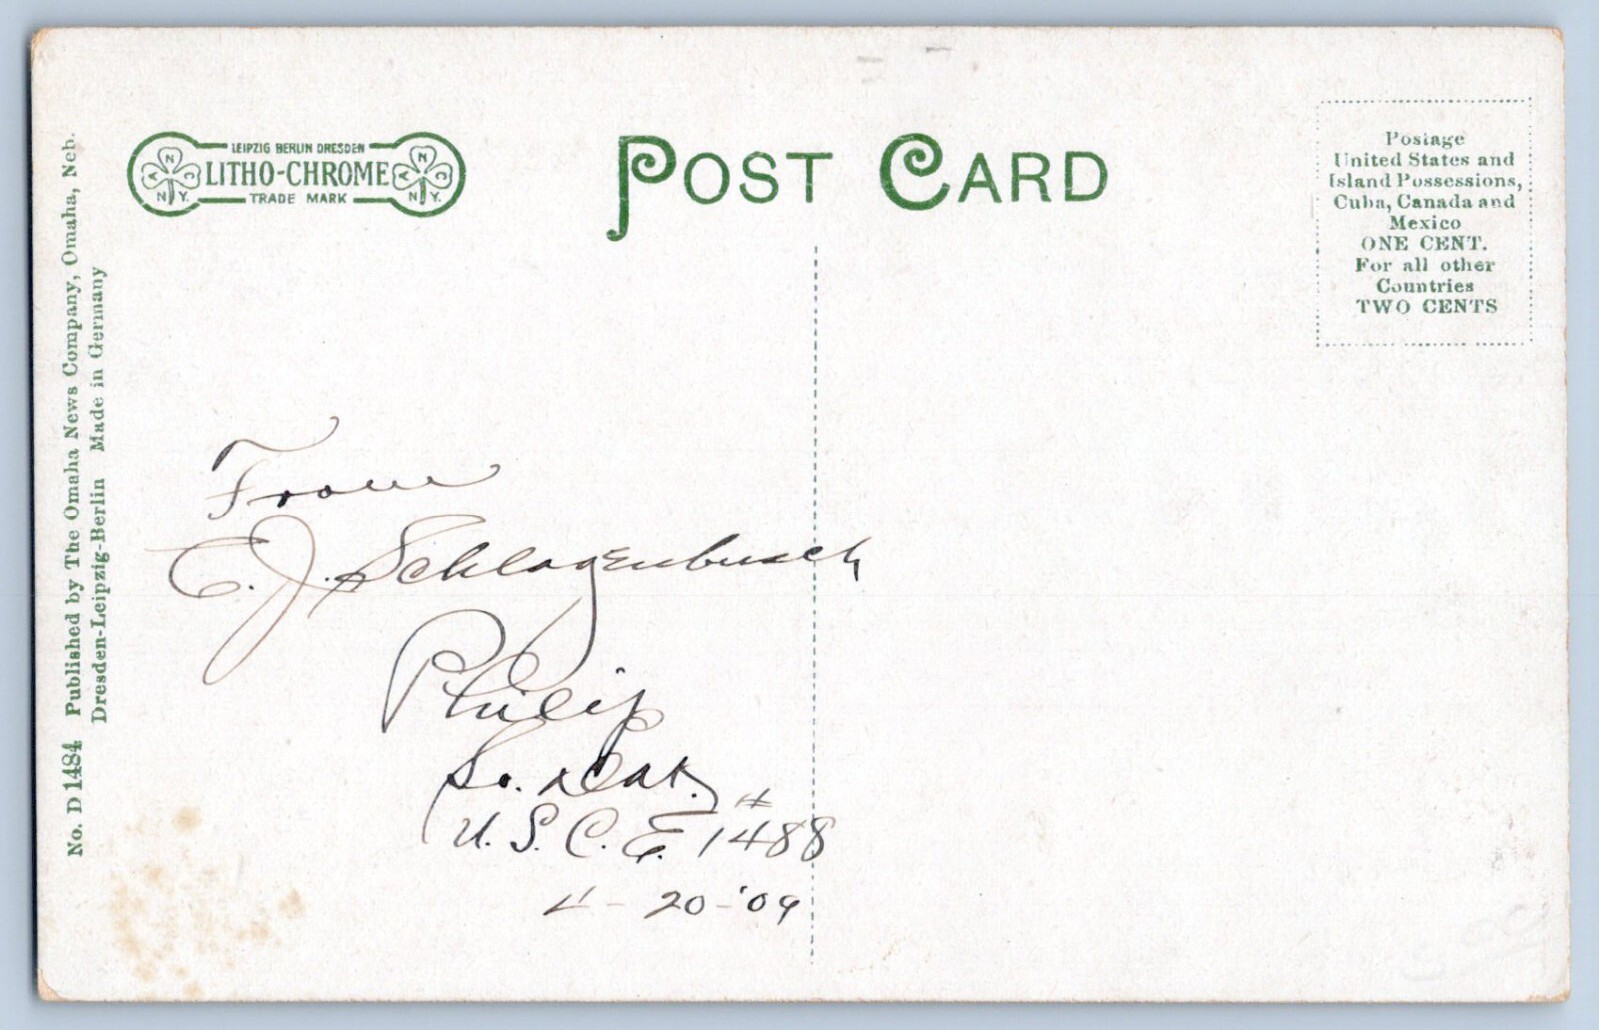 LEIPZIG BERLIN DRESDEN
LITHO-CHROME
TRADE MARK
A N C
N.Y.
A N C
N.Y.
POST CARD
Postage
United States and
Island Possessions,
Cuba, Canada and
Mexico
ONE CENT.
For all other
Countries
TWO CENTS
No. D 1484 Published by The Omaha News Company, Omaha, Neb.
Dresden-Leipzig-Berlin Made in Germany
From
E. J. Schlagenbusch
Philip
So. Dak.
U.S.C.E. #1488
20-'09